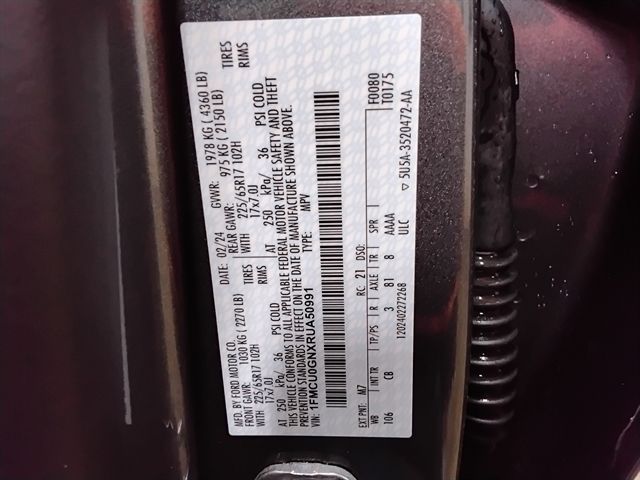 MFD. BY FORD MOTOR CO. DATE: 02/24 GVWR: 1978 KG ( 4360 LB)
FRONT GAWR: 1030 KG ( 2270 LB) REAR GAWR: 975 KG ( 2150 LB)
WITH 225/65R17 102H TIRES WITH 225/65R17 102H TIRES
17x7.0J RIMS 17x7.0J RIMS
AT 250 kPa/ 36 PSI COLD AT 250 kPa/ 36 PSI COLD
THIS VEHICLE CONFORMS TO ALL APPLICABLE FEDERAL MOTOR VEHICLE SAFETY AND THEFT
PREVENTION STANDARDS IN EFFECT ON THE DATE OF MANUFACTURE SHOWN ABOVE.
VIN: 1FMCU0GNXRUA50991 TYPE: MPV
F0080
T0175
EXT PNT: M7 RC: 21 DSO:
WB INT TR TP/PS R AXLE TR SPR
106 CB 3 B1 8 AAAA
ULC
1202402272268 ▽ 5U5A-3520472-AA